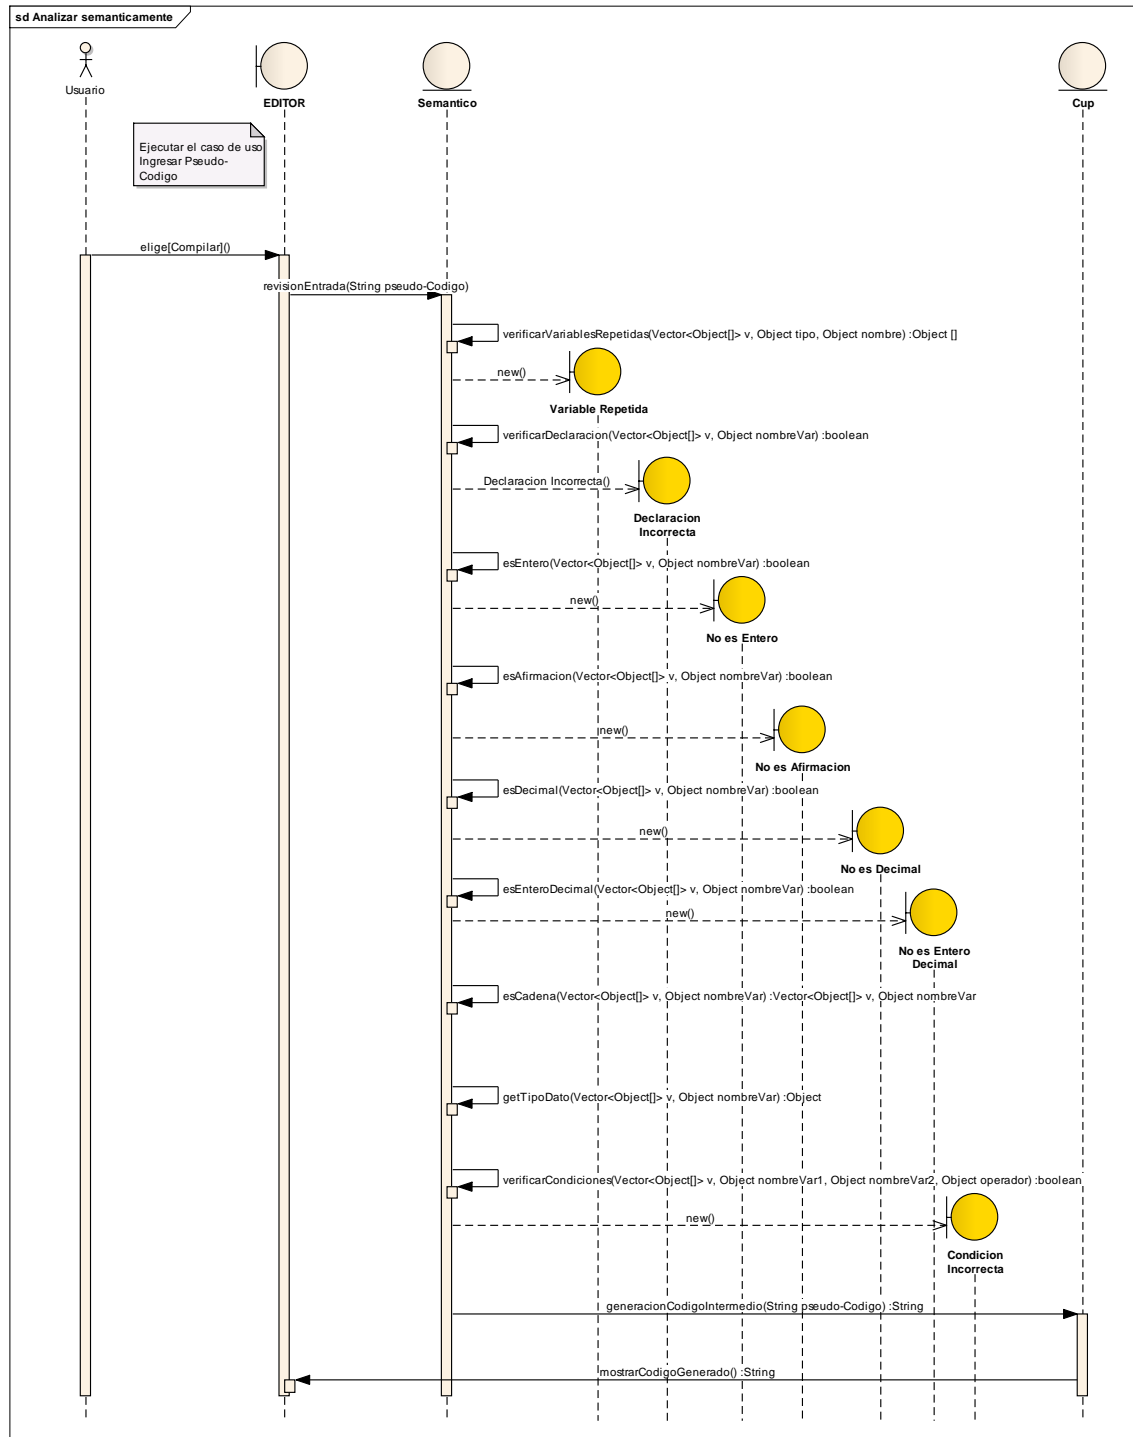 sd Analizar semanticamente
Usuario
EDITOR
Semantico
Cup
Ejecutar el caso de uso
Ingresar Pseudo-
Codigo
elige[Compilar]()
revisionEntrada(String pseudo-Codigo)
verificarVariablesRepetidas(Vector<Object[]> v, Object tipo, Object nombre) :Object []
new()
Variable Repetida
verificarDeclaracion(Vector<Object[]> v, Object nombreVar) :boolean
Declaracion Incorrecta()
Declaracion
Incorrecta
esEntero(Vector<Object[]> v, Object nombreVar) :boolean
new()
No es Entero
esAfirmacion(Vector<Object[]> v, Object nombreVar) :boolean
new()
No es Afirmacion
esDecimal(Vector<Object[]> v, Object nombreVar) :boolean
new()
No es Decimal
esEnteroDecimal(Vector<Object[]> v, Object nombreVar) :boolean
new()
No es Entero
Decimal
esCadena(Vector<Object[]> v, Object nombreVar) :Vector<Object[]> v, Object nombreVar
getTipoDato(Vector<Object[]> v, Object nombreVar) :Object
verificarCondiciones(Vector<Object[]> v, Object nombreVar1, Object nombreVar2, Object operador) :boolean
new()
Condicion
Incorrecta
generacionCodigoIntermedio(String pseudo-Codigo) :String
mostrarCodigoGenerado() :String